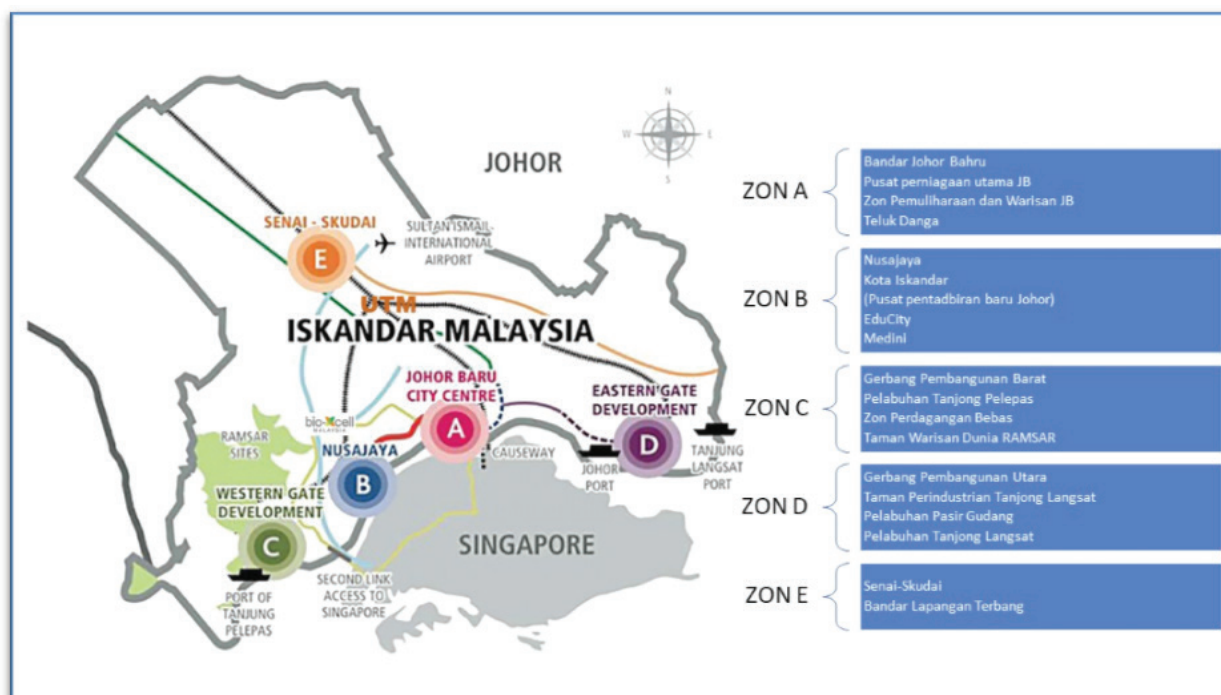 N
W
E
S
JOHOR
SENAI - SKUDAI
E
SULTAN ISMAIL
INTERNATIONAL
AIRPORT
UTM
ISKANDAR MALAYSIA
JOHOR BARU
CITY CENTRE
A
EASTERN GATE
DEVELOPMENT
D
bio-xcell
MALAYSIA
RAMSAR
SITES
NUSAJAYA
B
CAUSEWAY
JOHOR
PORT
TANJUNG
LANGSAT
PORT
WESTERN GATE
DEVELOPMENT
C
SINGAPORE
SECOND LINK
ACCESS TO
SINGAPORE
PORT OF
TANJUNG
PELEPAS
ZON A
Bandar Johor Bahru
Pusat perniagaan utama JB
Zon Pemuliharaan dan Warisan JB
Teluk Danga
ZON B
Nusajaya
Kota Iskandar
(Pusat pentadbiran baru Johor)
EduCity
Medini
ZON C
Gerbang Pembangunan Barat
Pelabuhan Tanjong Pelepas
Zon Perdagangan Bebas
Taman Warisan Dunia RAMSAR
ZON D
Gerbang Pembangunan Utara
Taman Perindustrian Tanjong Langsat
Pelabuhan Pasir Gudang
Pelabuhan Tanjong Langsat
ZON E
Senai-Skudai
Bandar Lapangan Terbang